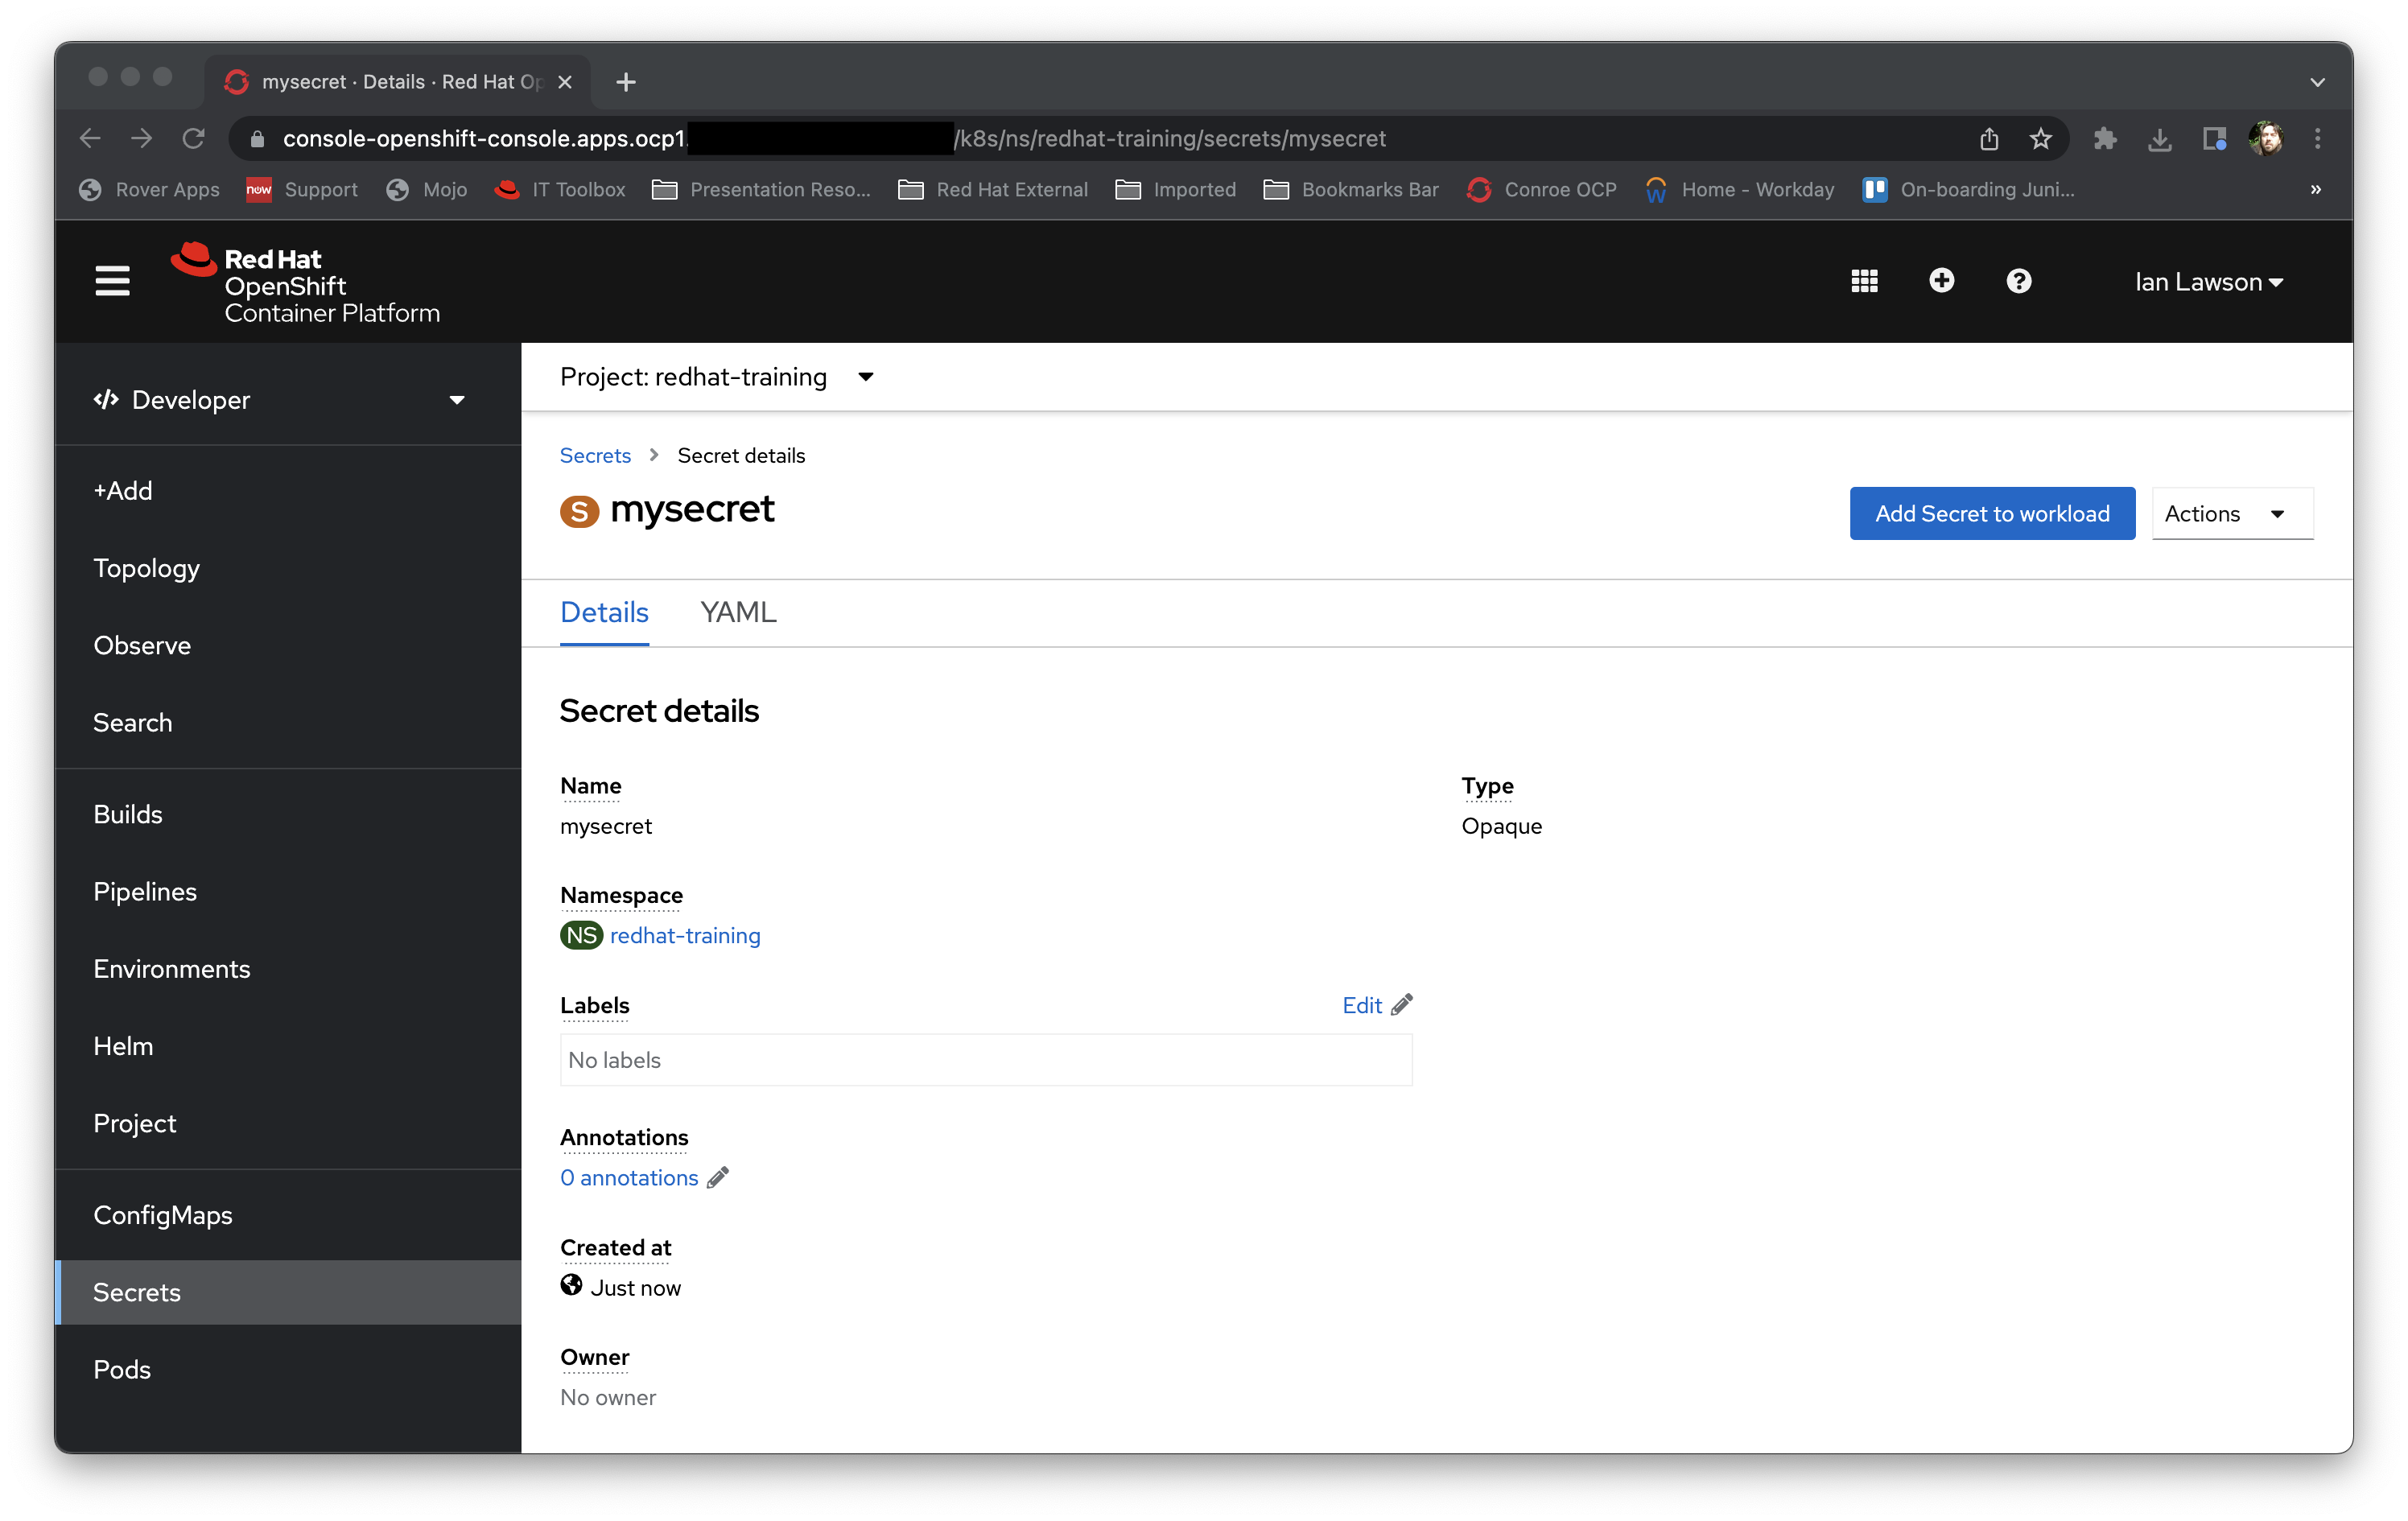 mysecret · Details · Red Hat Op
console-openshift-console.apps.ocp1. /k8s/ns/redhat-training/secrets/mysecret
Rover Apps now Support Mojo IT Toolbox Presentation Reso... Red Hat External Imported Bookmarks Bar Conroe OCP Home - Workday On-boarding Juni... »
Red Hat
OpenShift
Container Platform
Ian Lawson
Developer
+Add
Topology
Observe
Search
Builds
Pipelines
Environments
Helm
Project
ConfigMaps
Secrets
Pods
Project: redhat-training
Secrets > Secret details
S mysecret
Add Secret to workload Actions
Details YAML
Secret details
Name
mysecret
Type
Opaque
Namespace
NS redhat-training
Labels Edit
No labels
Annotations
0 annotations
Created at
Just now
Owner
No owner